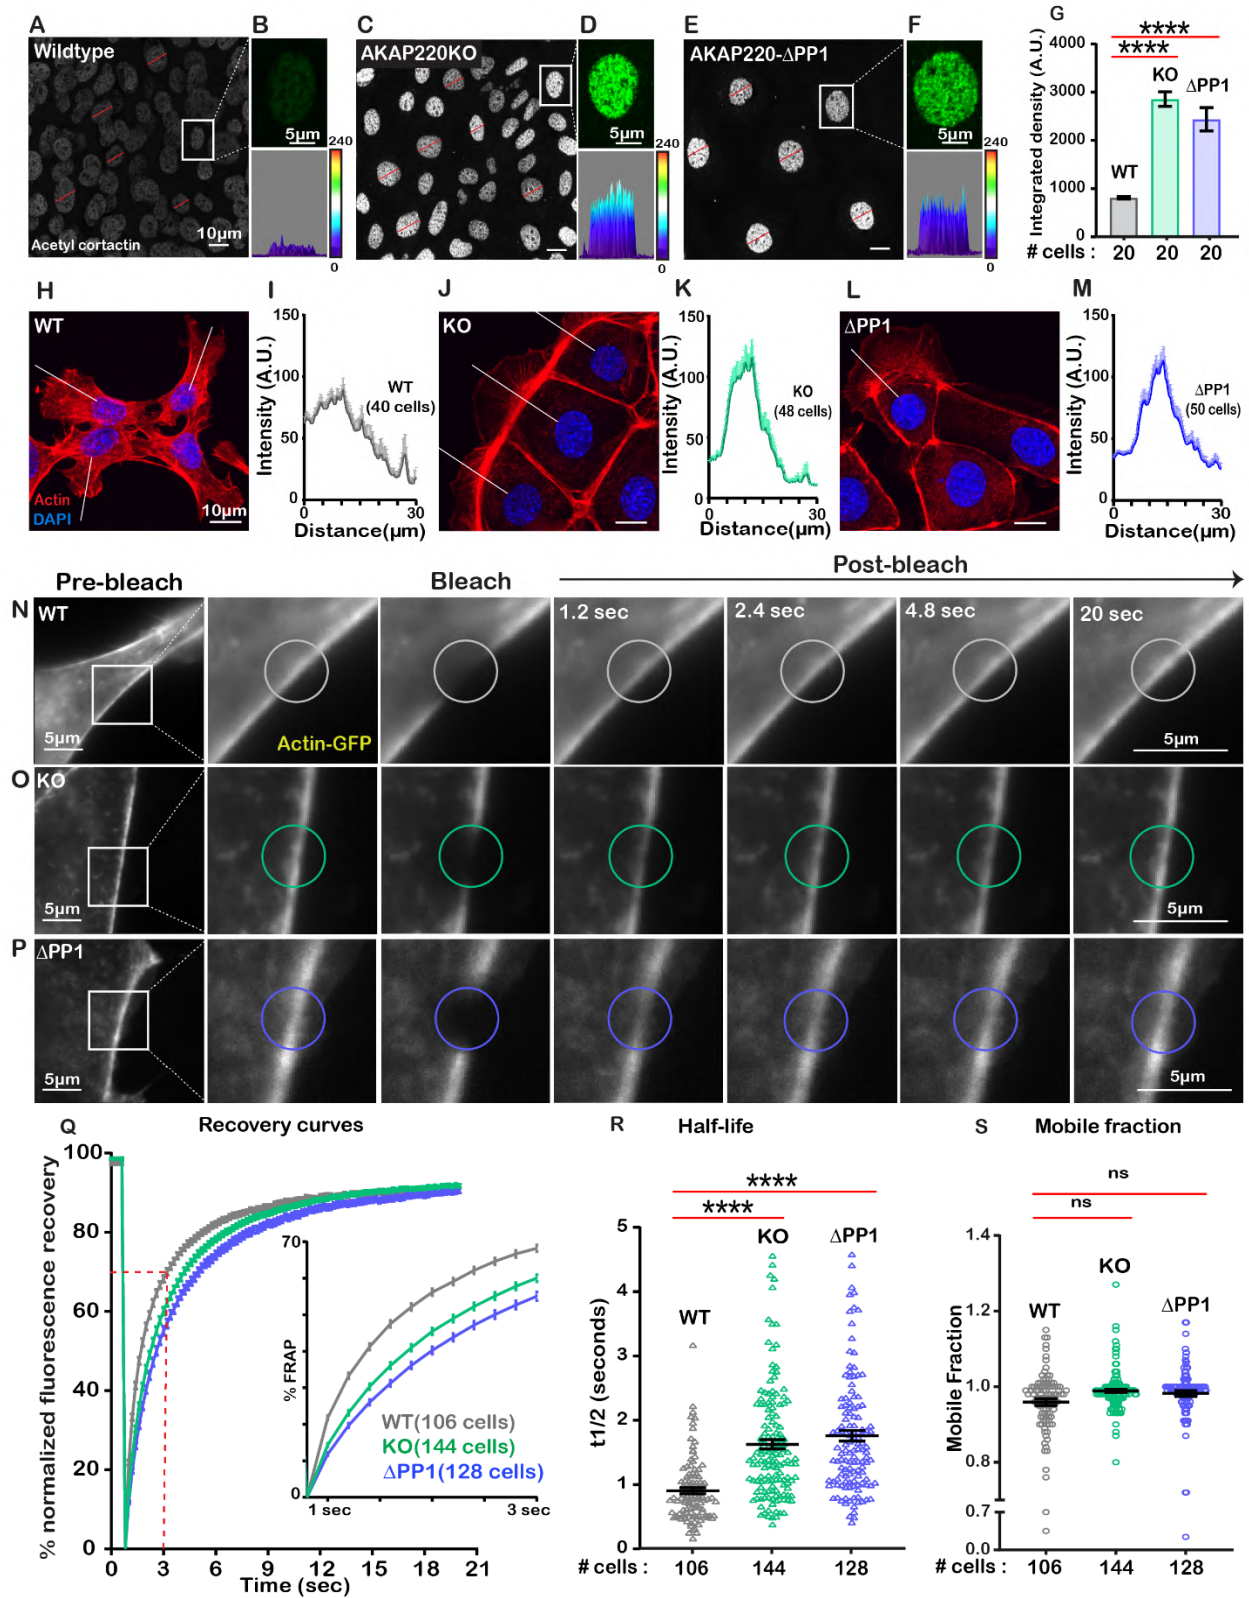 A
Wildtype
Acetyl cortactin
10µm
B
5µm
240
0
C
AKAP220KO
D
5µm
240
0
E
AKAP220-ΔPP1
F
5µm
240
0
G
****
****
Integrated density (A.U.)
4000
3000
2000
1000
0
WT
KO
ΔPP1
# cells :
20
20
20
H
WT
Actin
DAPI
10µm
I
Intensity (A.U.)
150
100
50
0
WT
(40 cells)
0
30
Distance(µm)
J
KO
K
Intensity (A.U.)
150
100
50
0
KO
(48 cells)
0
30
Distance(µm)
L
ΔPP1
M
Intensity (A.U.)
150
100
50
0
ΔPP1
(50 cells)
0
30
Distance(µm)
Pre-bleach
Bleach
Post-bleach
N
WT
5µm
Actin-GFP
1.2 sec
2.4 sec
4.8 sec
20 sec
5µm
O
KO
5µm
5µm
P
ΔPP1
5µm
5µm
Q
Recovery curves
% normalized fluorescence recovery
100
80
60
40
20
0
0
3
6
9
12
15
18
21
Time (sec)
70
% FRAP
0
1 sec
3 sec
WT(106 cells)
KO(144 cells)
ΔPP1(128 cells)
R
Half-life
****
****
t1/2 (seconds)
5
4
3
2
1
0
WT
KO
ΔPP1
# cells :
106
144
128
S
Mobile fraction
ns
ns
Mobile Fraction
1.4
1.2
1.0
0.8
0.7
0.0
WT
KO
ΔPP1
# cells :
106
144
128